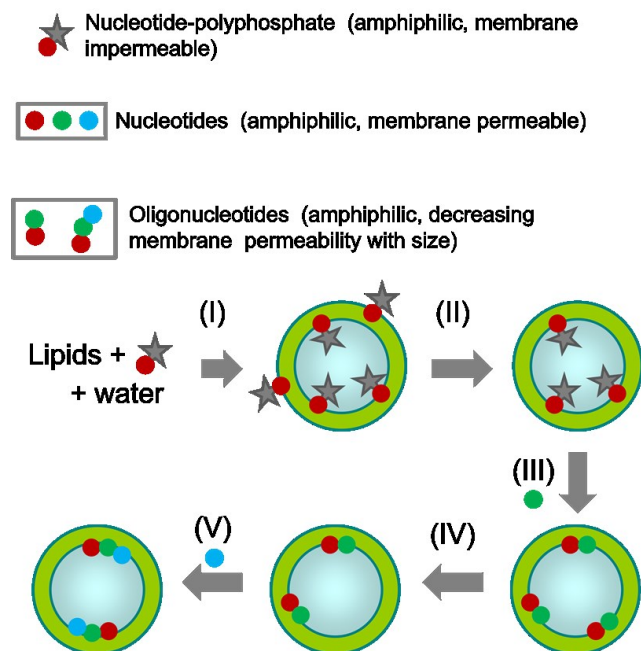 Nucleotide-polyphosphate (amphiphilic, membrane
impermeable)
Nucleotides (amphiphilic, membrane permeable)
Oligonucleotides (amphiphilic, decreasing
membrane permeability with size)
(I)
(II)
Lipids +
+ water
(III)
(V)
(IV)